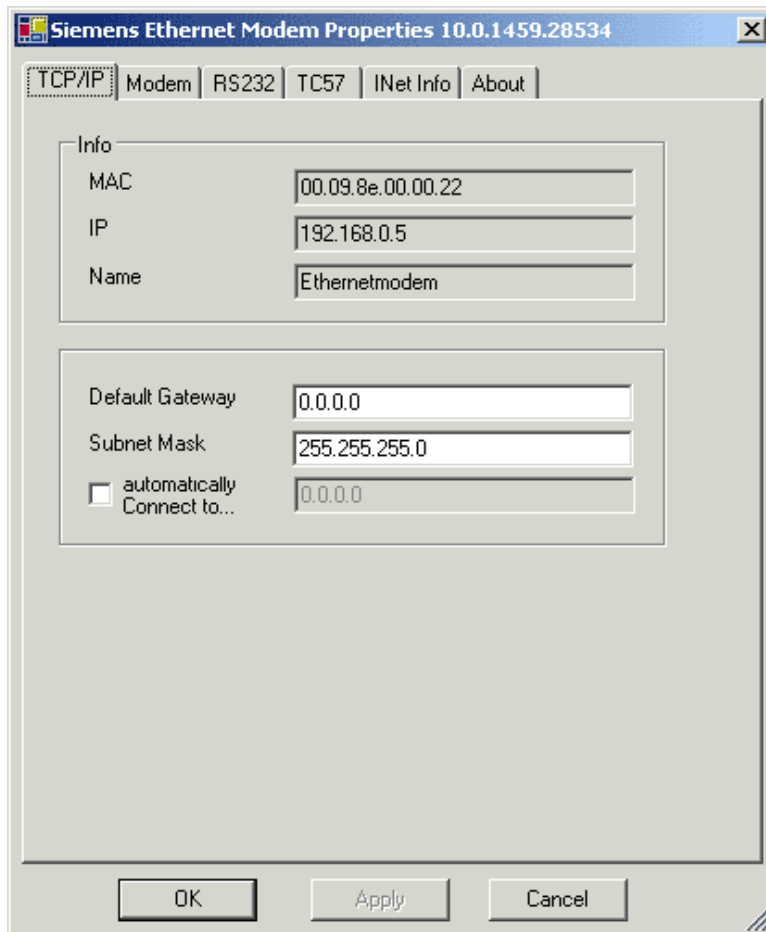 Siemens Ethernet Modem Properties 10.0.1459.28534
TCP/IP Modem RS232 TC57 INet Info About
Info
MAC 00.09.8e.00.00.22
IP 192.168.0.5
Name Ethernetmodem
Default Gateway 0.0.0.0
Subnet Mask 255.255.255.0
automatically
Connect to... 0.0.0.0
OK Apply Cancel